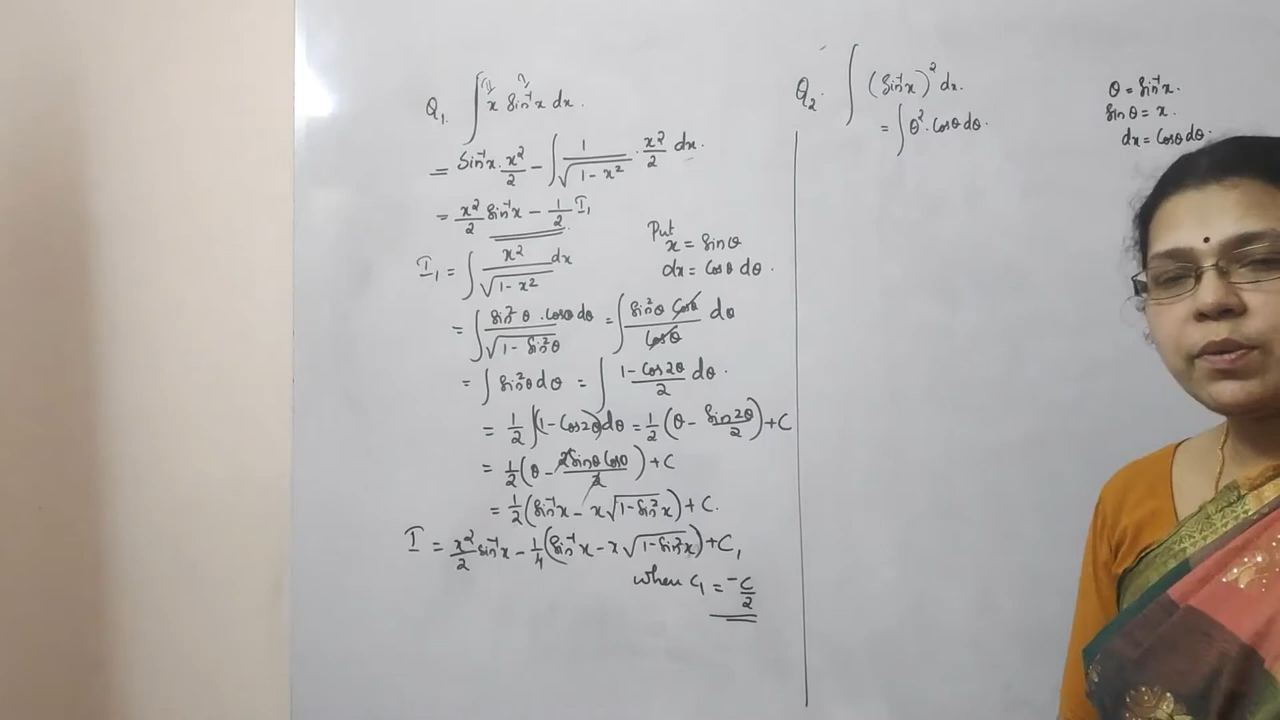 Q1. ∫ x sin⁻¹x dx.
= Sin⁻¹x . x²/2 - ∫ 1/√(1-x²) . x²/2 dx.
= x²/2 sin⁻¹x - 1/2 I₁
Put
x = sinθ
dx = cosθ dθ.
I₁ = ∫ x²/√(1-x²) dx
= ∫ sin²θ . cosθ dθ/√(1-sin²θ) = ∫ sin²θ cosθ/cosθ dθ
= ∫ sin²θ dθ = ∫ (1-cos2θ)/2 dθ.
= 1/2 ∫(1-cos2θ)dθ = 1/2 (θ - sin2θ/2) + C
= 1/2 (θ - 2sinθ cosθ/2) + C
= 1/2 (sin⁻¹x - x√(1-sin²x)) + C.
I = x²/2 sin⁻¹x - 1/4 (sin⁻¹x - x√(1-sin²x)) + C₁
when C₁ = -C/2
Q2. ∫ (sin⁻¹x)² dx.
= ∫ θ² . cosθ dθ.
θ = sin⁻¹x.
sinθ = x.
dx = cosθ dθ.